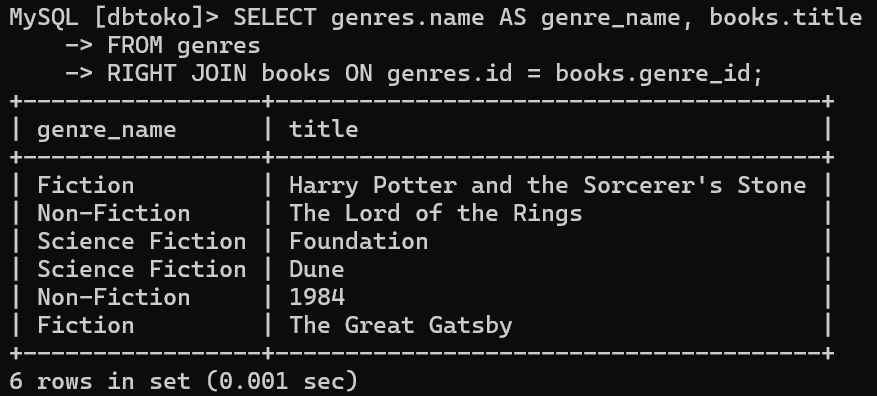 MySQL [dbtoko]> SELECT genres.name AS genre_name, books.title
    -> FROM genres
    -> RIGHT JOIN books ON genres.id = books.genre_id;
+-----------------+---------------------------------------+
| genre_name      | title                                 |
+-----------------+---------------------------------------+
| Fiction         | Harry Potter and the Sorcerer's Stone |
| Non-Fiction     | The Lord of the Rings                 |
| Science Fiction | Foundation                            |
| Science Fiction | Dune                                  |
| Non-Fiction     | 1984                                  |
| Fiction         | The Great Gatsby                      |
+-----------------+---------------------------------------+
6 rows in set (0.001 sec)